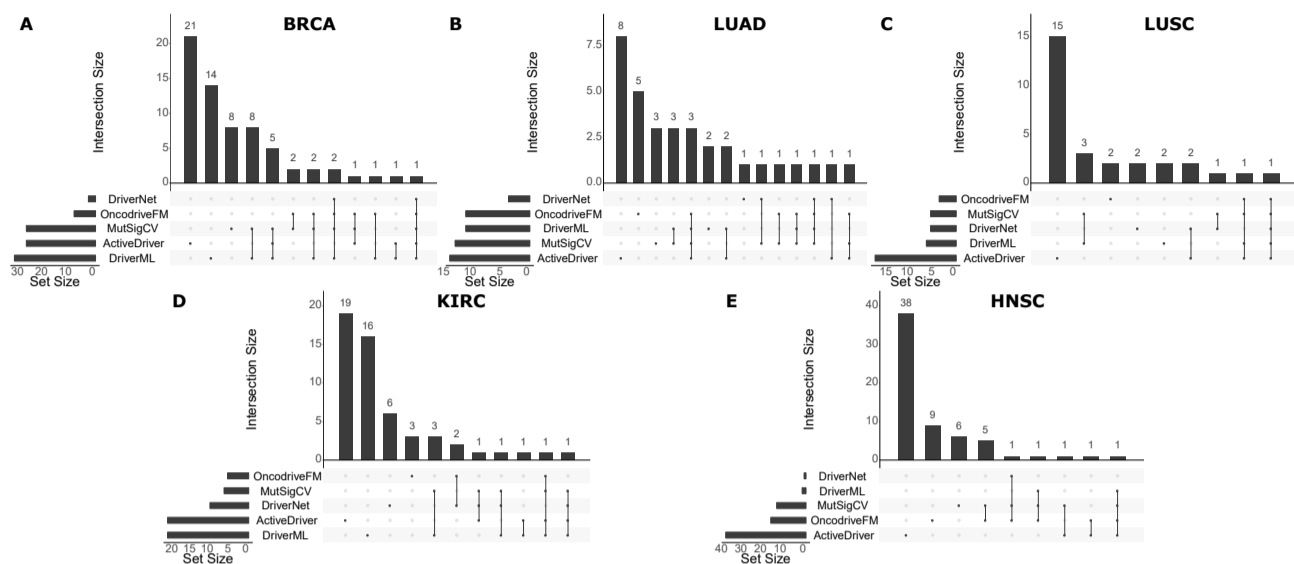 A
BRCA
Intersection Size
21
14
8
8
5
2
2
2
1
1
1
1
20
15
10
5
0
DriverNet
OncodriveFM
MutSigCV
ActiveDriver
DriverML
30 20 10 0
Set Size
B
LUAD
Intersection Size
8
5
3
3
3
2
2
1
1
1
1
1
1
1
7.5
5.0
2.5
0.0
DriverNet
OncodriveFM
DriverML
MutSigCV
ActiveDriver
15 10 5 0
Set Size
C
LUSC
Intersection Size
15
3
2
2
2
2
1
1
1
15
10
5
0
OncodriveFM
MutSigCV
DriverNet
DriverML
ActiveDriver
15 10 5 0
Set Size
D
KIRC
Intersection Size
19
16
6
3
3
2
1
1
1
1
1
20
15
10
5
0
OncodriveFM
MutSigCV
DriverNet
ActiveDriver
DriverML
20 15 10 5 0
Set Size
E
HNSC
Intersection Size
38
9
6
5
1
1
1
1
1
40
30
20
10
0
DriverNet
DriverML
MutSigCV
OncodriveFM
ActiveDriver
40 30 20 10 0
Set Size